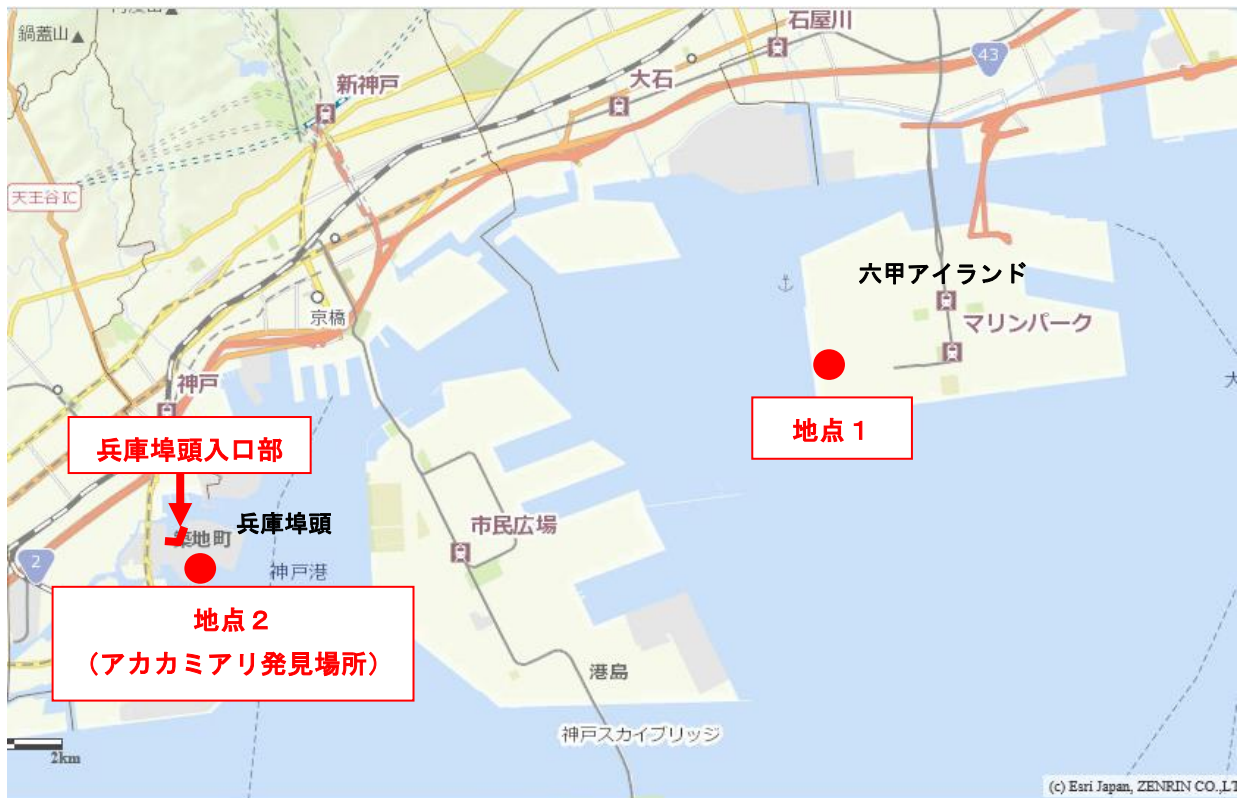 鍋蓋山
石屋川
43
大石
新神戸
天王谷IC
六甲アイランド
京橋
マリンパーク
神戸
地点1
兵庫埠頭入口部
兵庫埠頭
市民広場
築地町
2
神戸港
地点2
(アカカミアリ発見場所)
港島
神戸スカイブリッジ
2km
(c) Esri Japan, ZENRIN CO.,LT